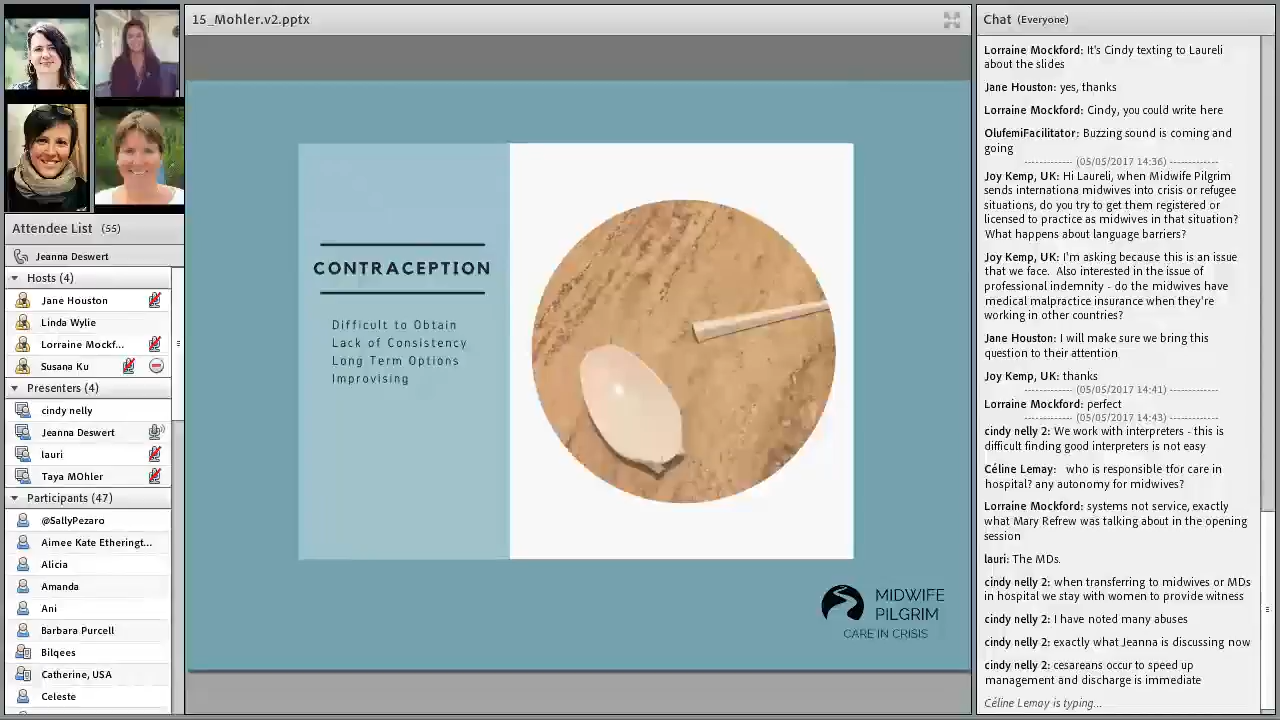 15_Mohler.v2.pptx
CONTRACEPTION
Difficult to Obtain
Lack of Consistency
Long Term Options
Improvising
MIDWIFE
PILGRIM
CARE IN CRISIS
Attendee List (55)
Jeanna Deswert
Hosts (4)
Jane Houston
Linda Wylie
Lorraine Mockf...
Susana Ku
Presenters (4)
cindy nelly
Jeanna Deswert
lauri
Taya MOhler
Participants (47)
@SallyPezaro
Aimee Kate Etheringt...
Alicia
Amanda
Ani
Barbara Purcell
Bilqees
Catherine, USA
Celeste
Chat (Everyone)
Lorraine Mockford: It's Cindy texting to Laureli
about the slides
Jane Houston: yes, thanks
Lorraine Mockford: Cindy, you could write here
OlufemiFacilitator: Buzzing sound is coming and
going
------------- (05/05/2017 14:36) -------------
Joy Kemp, UK: Hi Laureli, when Midwife Pilgrim
sends internationa midwives into crisis or refugee
situations, do you try to get them registered or
licensed to practice as midwives in that situation?
What happens about language barriers?
Joy Kemp, UK: I'm asking because this is an issue
that we face. Also interested in the issue of
professional indemnity - do the midwives have
medical malpractice insurance when they're
working in other countries?
Jane Houston: I will make sure we bring this
question to their attention
Joy Kemp, UK: thanks
------------- (05/05/2017 14:41) -------------
Lorraine Mockford: perfect
------------- (05/05/2017 14:43) -------------
cindy nelly 2: We work with interpreters - this is
difficult finding good interpreters is not easy
Céline Lemay: who is responsible tfor care in
hospital? any autonomy for midwives?
Lorraine Mockford: systems not service, exactly
what Mary Refrew was talking about in the opening
session
lauri: The MDs.
cindy nelly 2: when transferring to midwives or MDs
in hospital we stay with women to provide witness
cindy nelly 2: I have noted many abuses
cindy nelly 2: exactly what Jeanna is discussing now
cindy nelly 2: cesareans occur to speed up
management and discharge is immediate
Céline Lemay is typing...